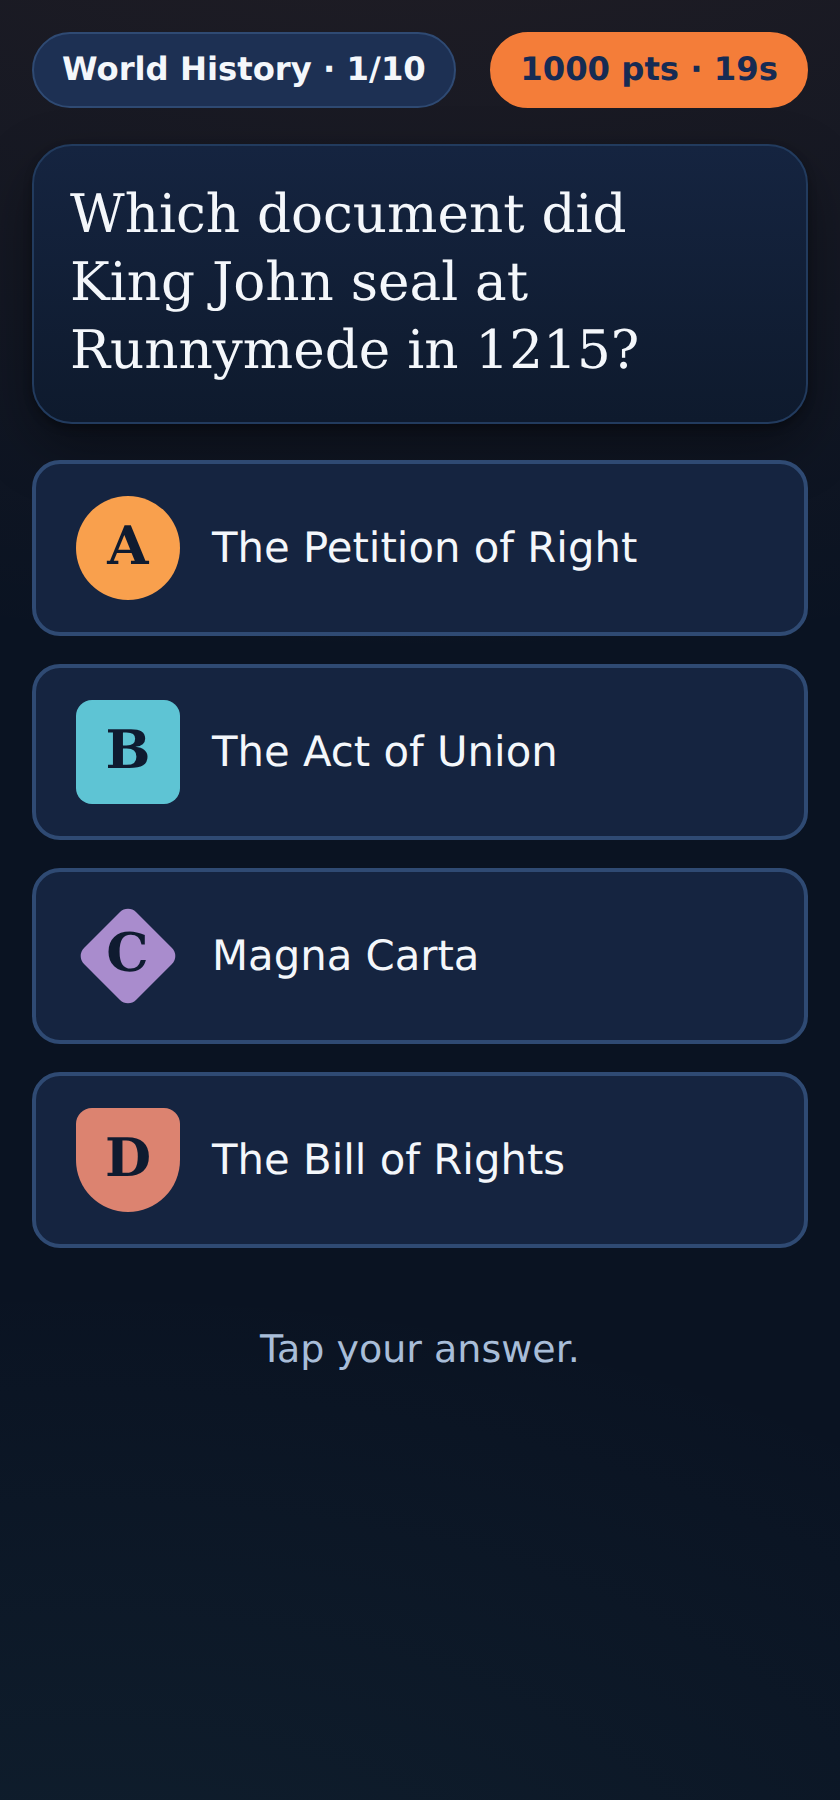 World History · 1/10
1000 pts · 19s
Which document did
King John seal at
Runnymede in 1215?
A The Petition of Right
B The Act of Union
C Magna Carta
D The Bill of Rights
Tap your answer.